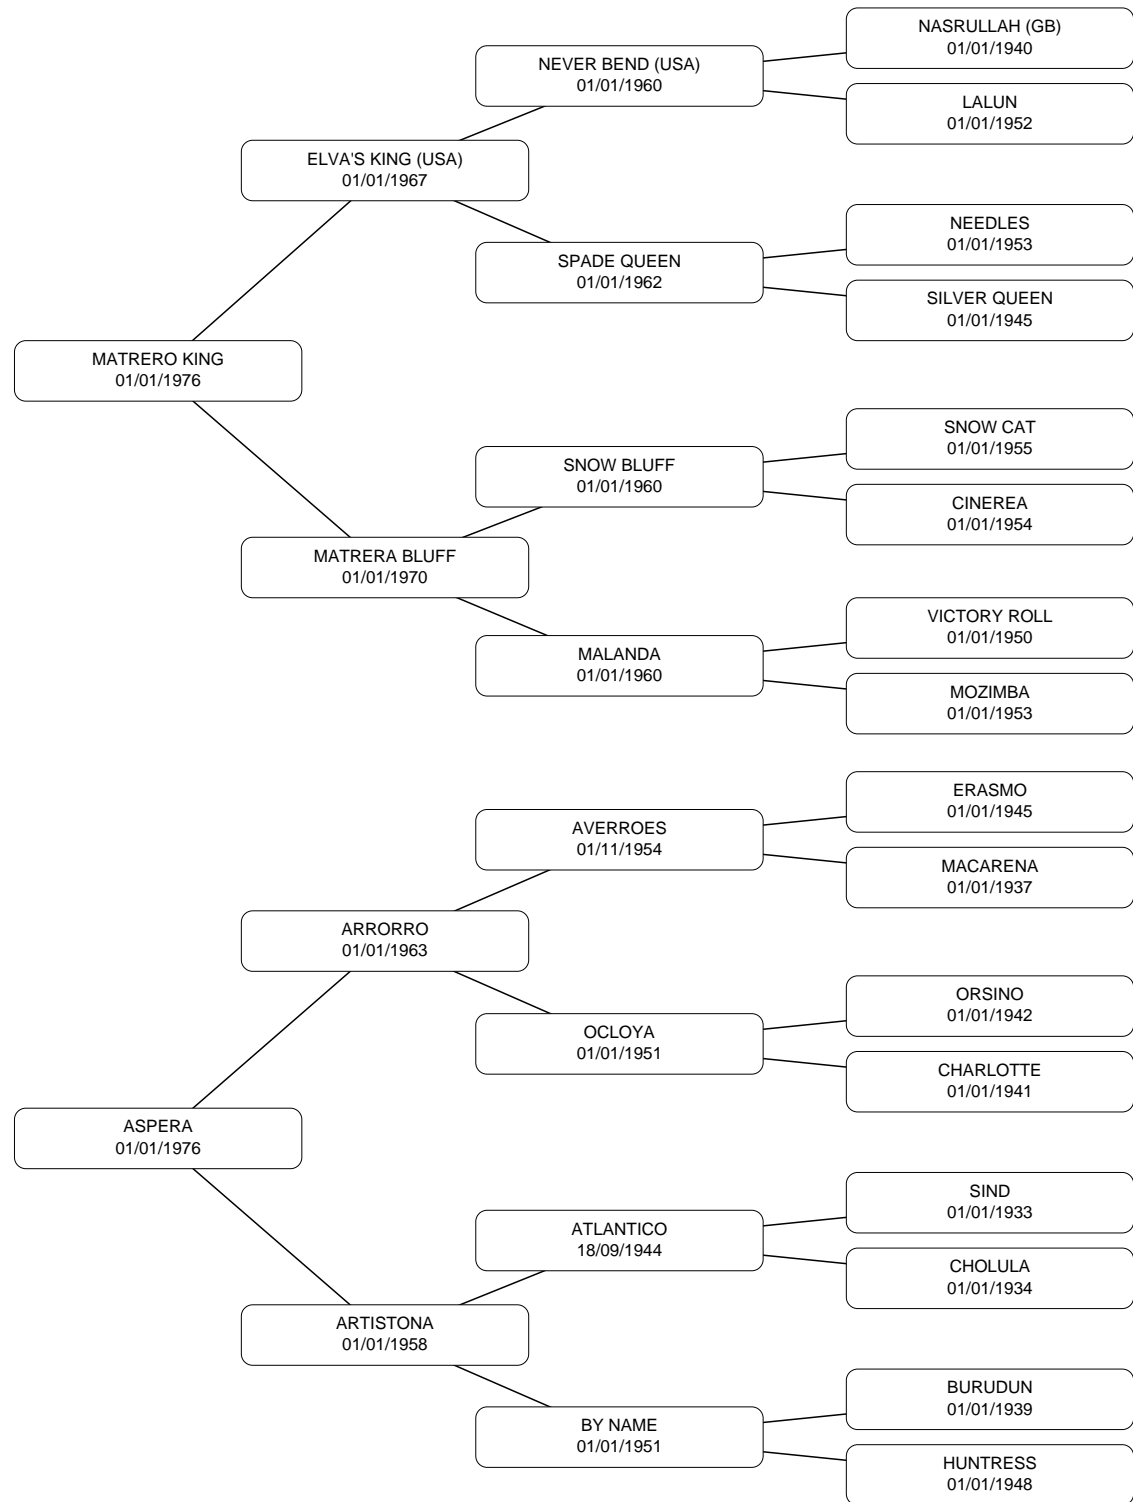 NASRULLAH (GB)
01/01/1940
NEVER BEND (USA)
01/01/1960
LALUN
01/01/1952
ELVA'S KING (USA)
01/01/1967
NEEDLES
01/01/1953
SPADE QUEEN
01/01/1962
SILVER QUEEN
01/01/1945
MATRERO KING
01/01/1976
SNOW CAT
01/01/1955
SNOW BLUFF
01/01/1960
CINEREA
01/01/1954
MATRERA BLUFF
01/01/1970
VICTORY ROLL
01/01/1950
MALANDA
01/01/1960
MOZIMBA
01/01/1953
ERASMO
01/01/1945
AVERROES
01/11/1954
MACARENA
01/01/1937
ARRORRO
01/01/1963
ORSINO
01/01/1942
OCLOYA
01/01/1951
CHARLOTTE
01/01/1941
ASPERA
01/01/1976
SIND
01/01/1933
ATLANTICO
18/09/1944
CHOLULA
01/01/1934
ARTISTONA
01/01/1958
BURUDUN
01/01/1939
BY NAME
01/01/1951
HUNTRESS
01/01/1948